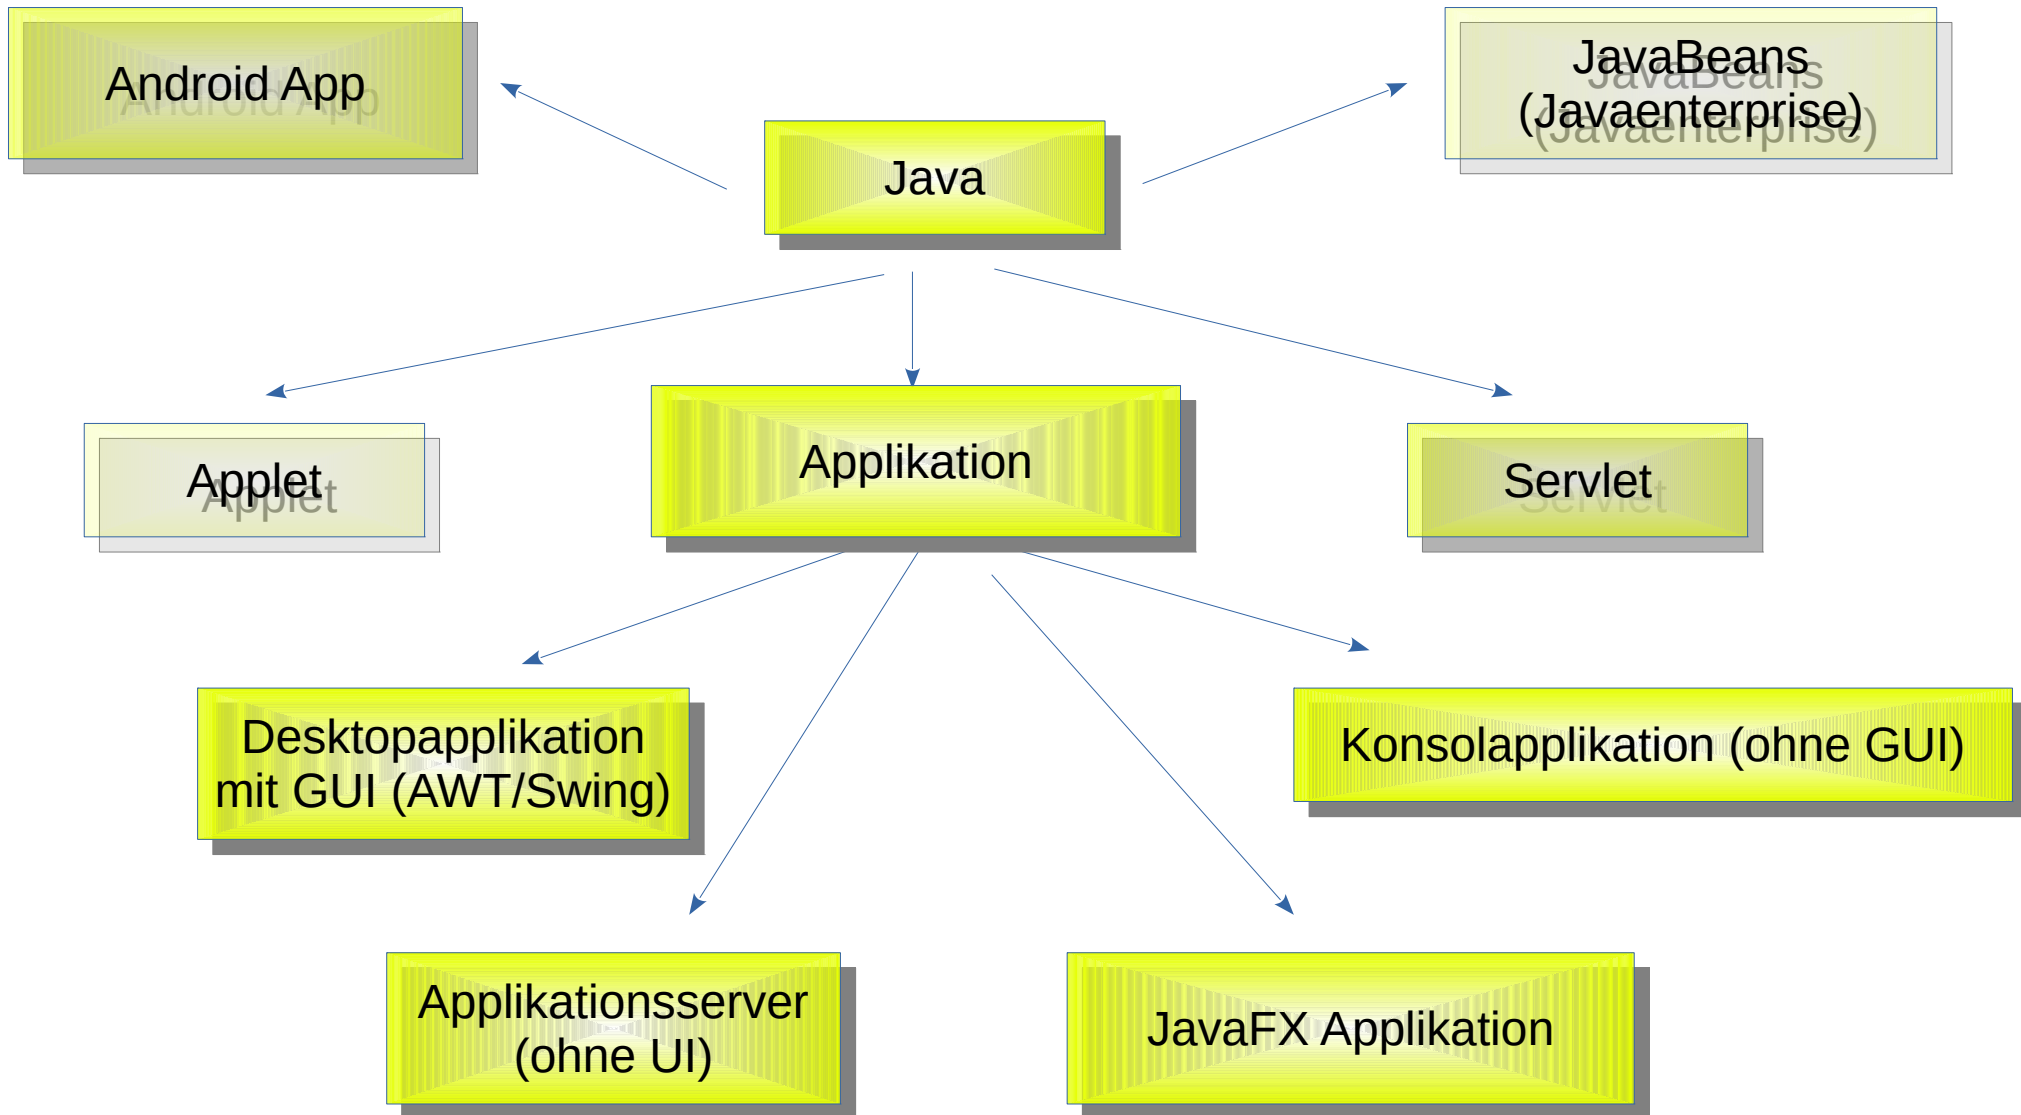 Android App
JavaBeans
(Javaenterprise)
Java
Applet
Applikation
Servlet
Desktopapplikation
mit GUI (AWT/Swing)
Konsolapplikation (ohne GUI)
Applikationsserver
(ohne UI)
JavaFX Applikation